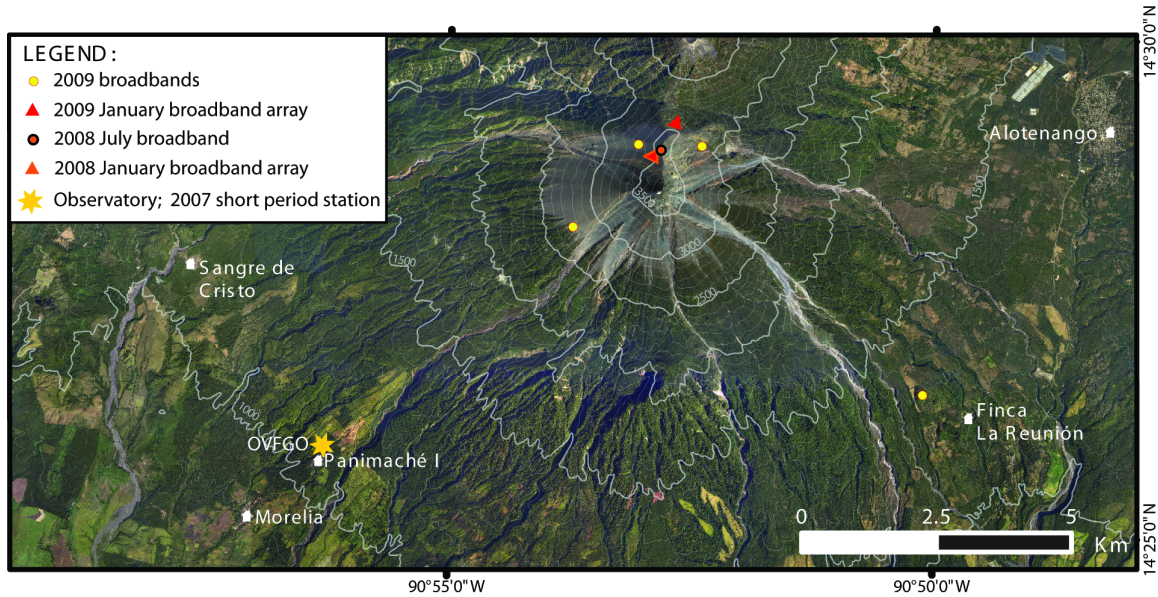 LEGEND :
2009 broadbands
2009 January broadband array
2008 July broadband
2008 January broadband array
Observatory; 2007 short period station
14°30'0"N
Alotenango
1500
3500
3000
2500
1500
Sangre de
Cristo
1000
OVFGO
Panimaché I
Morelia
Finca
La Reunión
0 2.5 5
Km
14°25'0"N
90°55'0"W
90°50'0"W